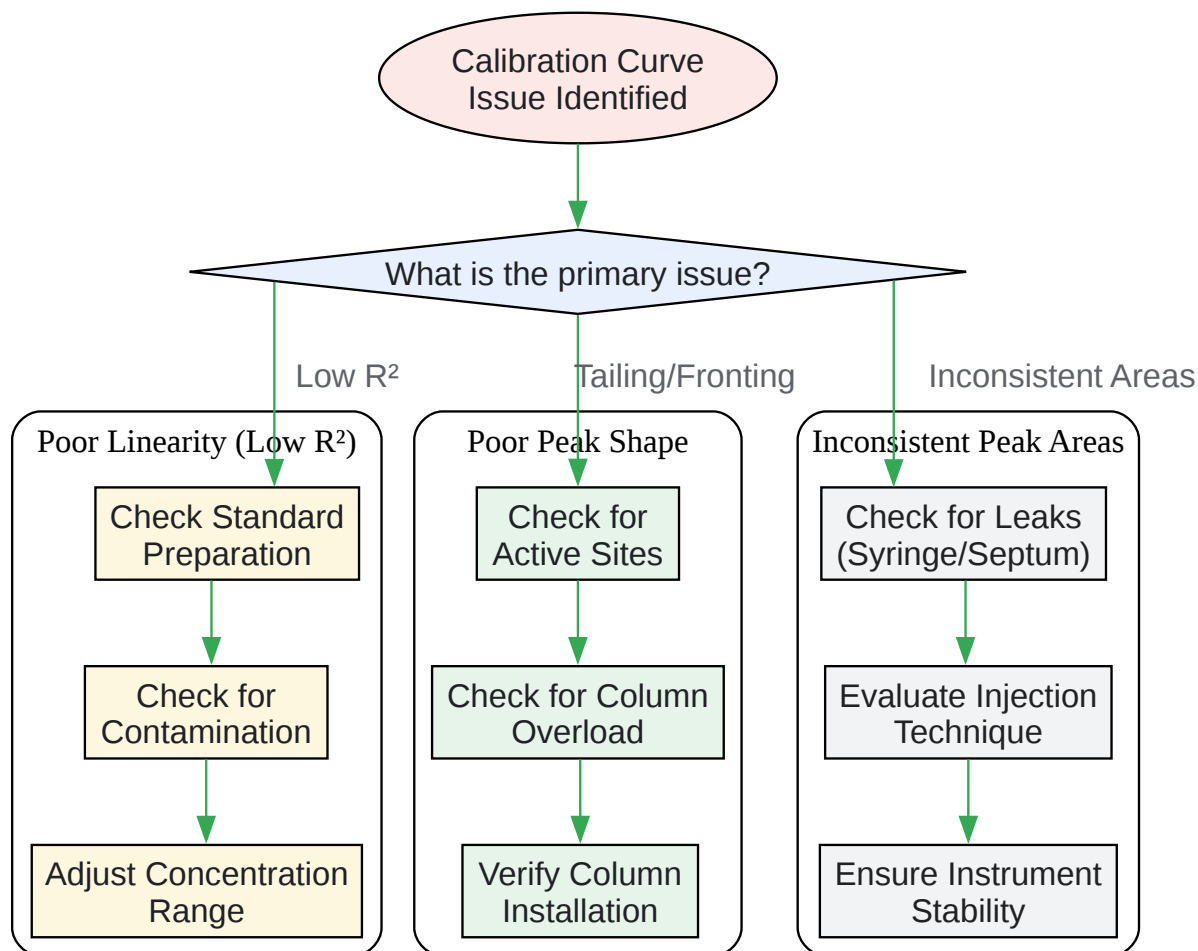 Calibration Curve
Issue Identified
What is the primary issue?
Low R²
Tailing/Fronting
Inconsistent Areas
Poor Linearity (Low R²)
Poor Peak Shape
Inconsistent Peak Areas
Check Standard
Preparation
Check for
Active Sites
Check for Leaks
(Syringe/Septum)
Check for
Contamination
Check for Column
Overload
Evaluate Injection
Technique
Adjust Concentration
Range
Verify Column
Installation
Ensure Instrument
Stability